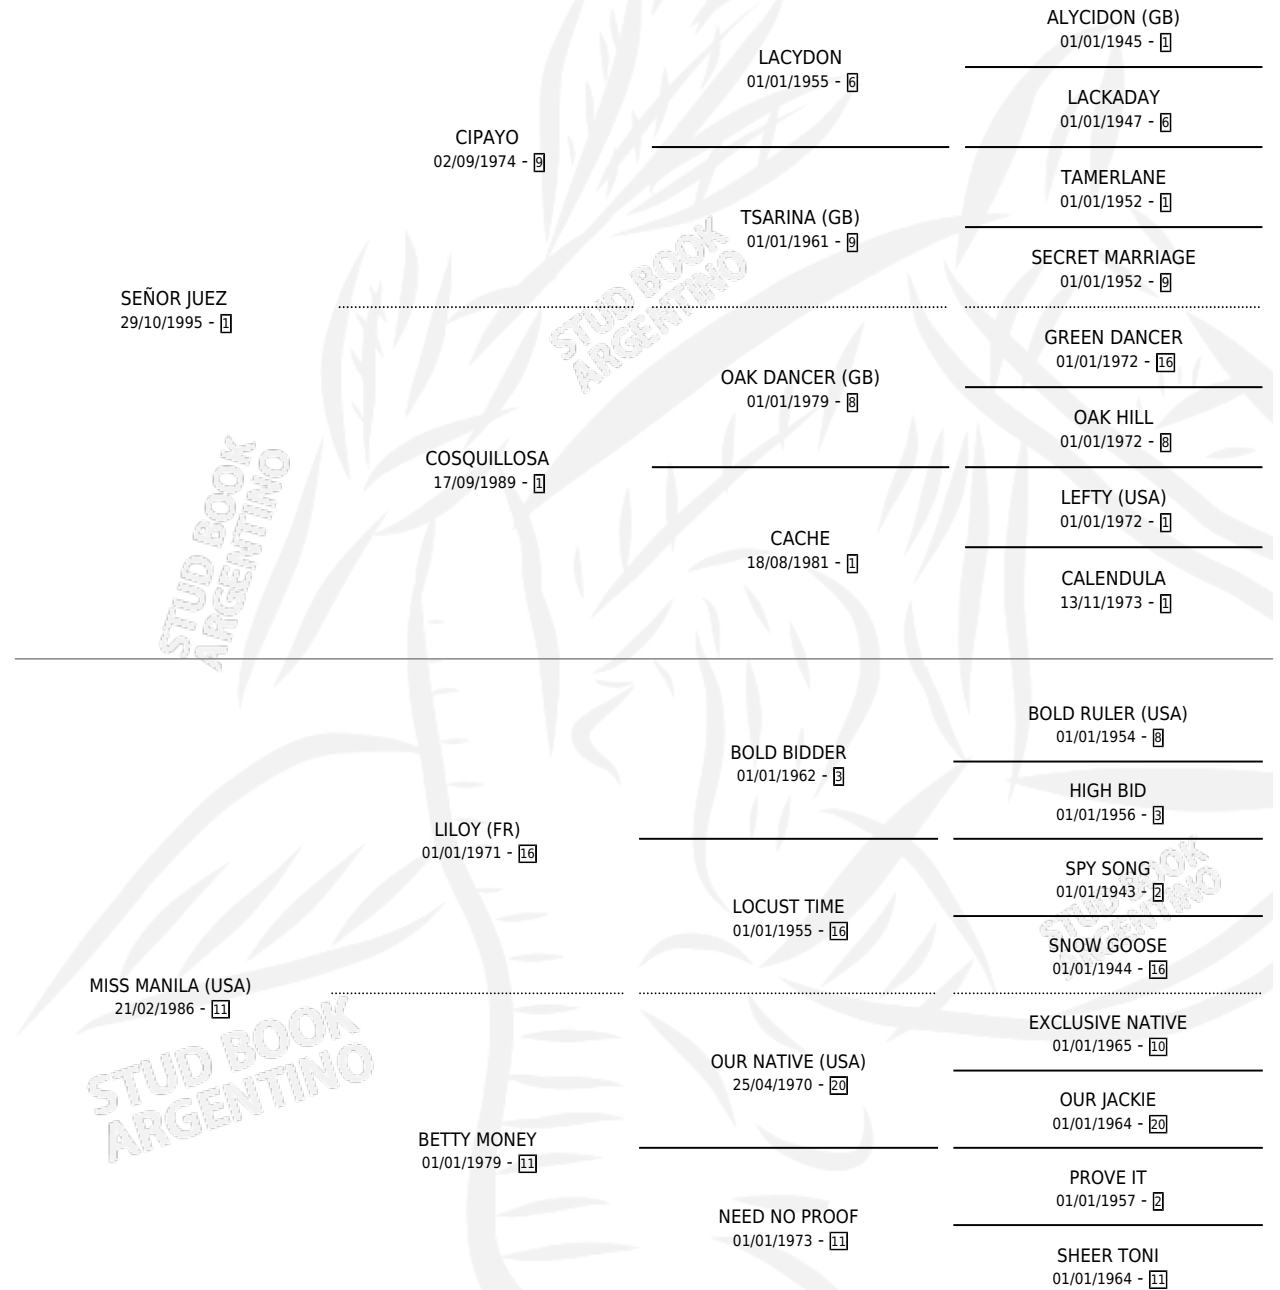 SEÑOR JUEZ
29/10/1995 - 1
CIPAYO
02/09/1974 - 9
LACYDON
01/01/1955 - 6
ALYCIDON (GB)
01/01/1945 - 1
LACKADAY
01/01/1947 - 6
TSARINA (GB)
01/01/1961 - 9
TAMERLANE
01/01/1952 - 1
SECRET MARRIAGE
01/01/1952 - 9
COSQUILLOSA
17/09/1989 - 1
OAK DANCER (GB)
01/01/1979 - 8
GREEN DANCER
01/01/1972 - 16
OAK HILL
01/01/1972 - 8
CACHE
18/08/1981 - 1
LEFTY (USA)
01/01/1972 - 1
CALENDULA
13/11/1973 - 1
MISS MANILA (USA)
21/02/1986 - 11
LILOY (FR)
01/01/1971 - 16
BOLD BIDDER
01/01/1962 - 3
BOLD RULER (USA)
01/01/1954 - 8
HIGH BID
01/01/1956 - 3
LOCUST TIME
01/01/1955 - 16
SPY SONG
01/01/1943 - 2
SNOW GOOSE
01/01/1944 - 16
BETTY MONEY
01/01/1979 - 11
OUR NATIVE (USA)
25/04/1970 - 20
EXCLUSIVE NATIVE
01/01/1965 - 10
OUR JACKIE
01/01/1964 - 20
NEED NO PROOF
01/01/1973 - 11
PROVE IT
01/01/1957 - 2
SHEER TONI
01/01/1964 - 11
STUD BOOK
ARGENTINO
STUD BOOK
ARGENTINO
STUD BOOK
ARGENTINO
STUD BOOK
ARGENTINO